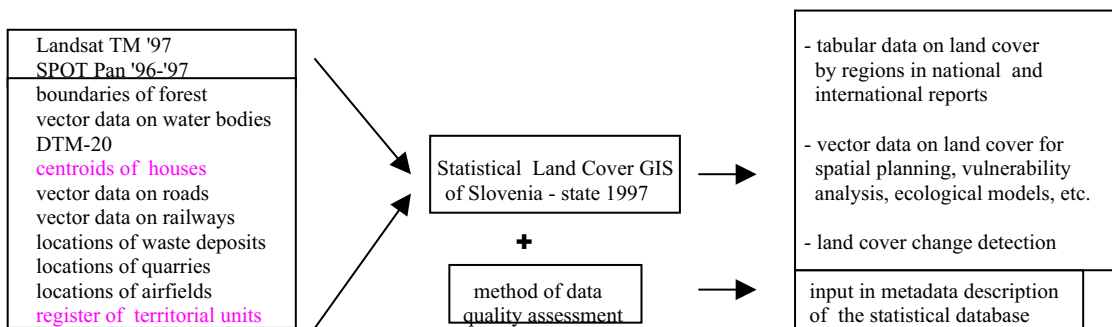 Landsat TM '97
SPOT Pan '96-'97
boundaries of forest
vector data on water bodies
DTM-20
centroids of houses
vector data on roads
vector data on railways
locations of waste deposits
locations of quarries
locations of airfields
register of territorial units
Statistical Land Cover GIS
of Slovenia - state 1997
+
method of data
quality assessment
- tabular data on land cover
by regions in national and
international reports
- vector data on land cover for
spatial planning, vulnerability
analysis, ecological models, etc.
- land cover change detection
input in metadata description
of the statistical database